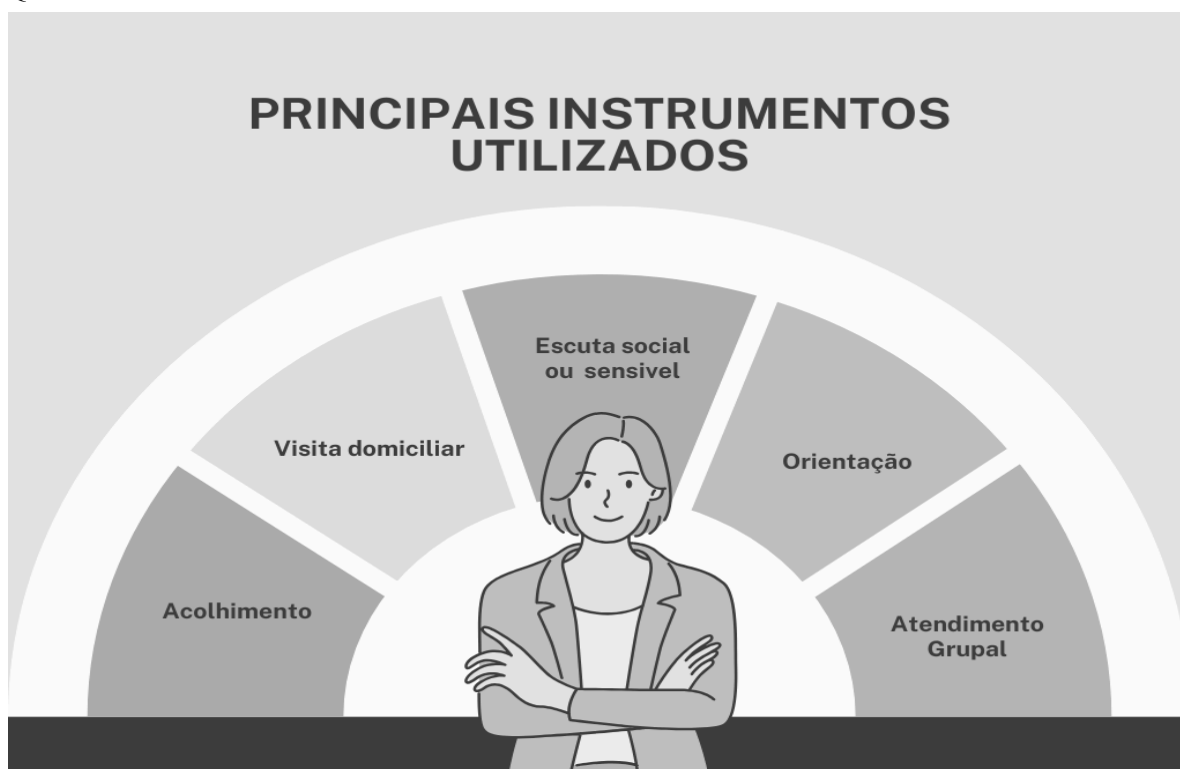 PRINCIPAIS INSTRUMENTOS
UTILIZADOS
Escuta social
ou sensivel
Visita domiciliar
Orientação
Acolhimento
Atendimento
Grupal